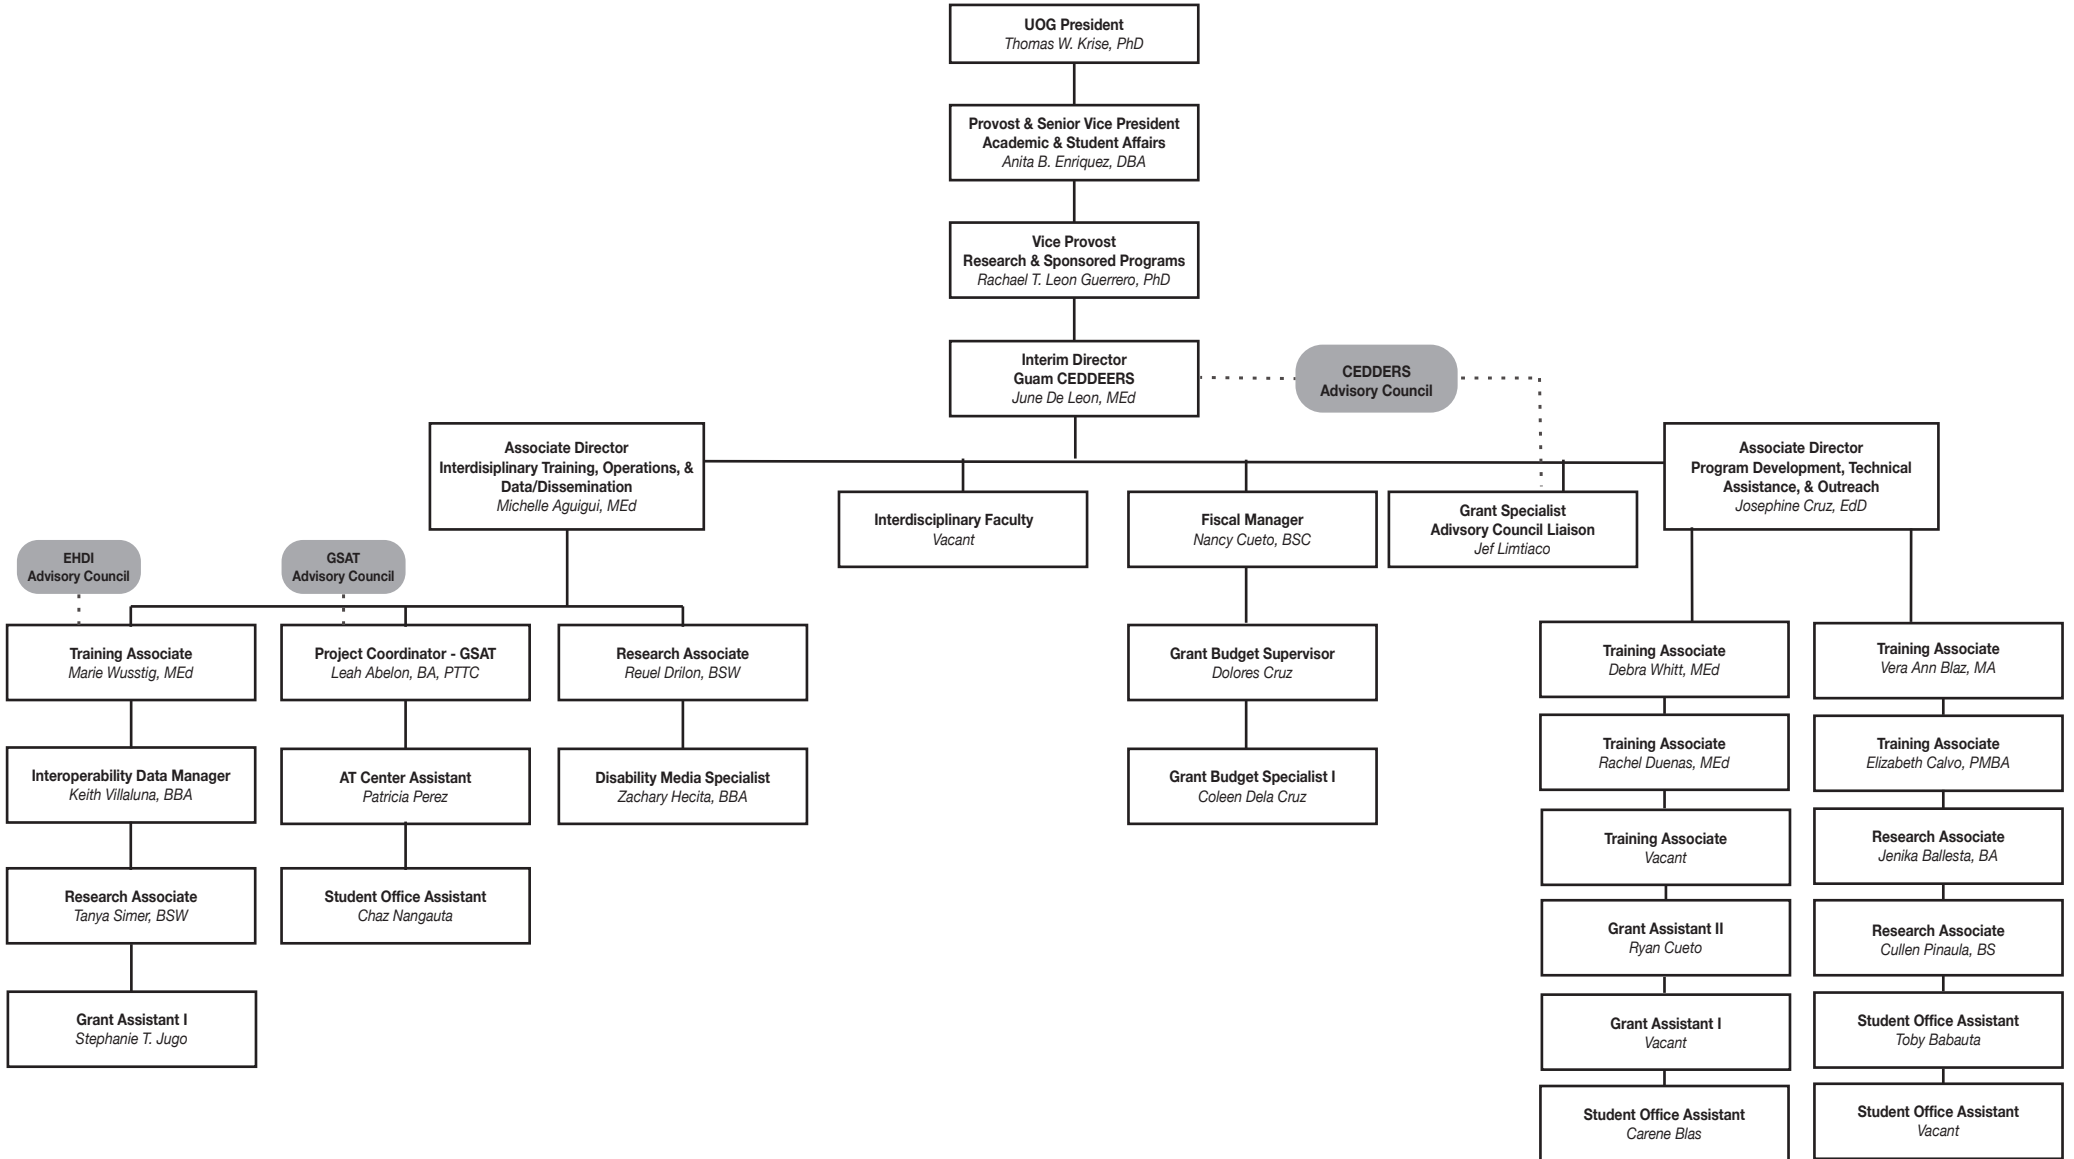 UOG President
Thomas W. Krise, PhD
Provost & Senior Vice President
Academic & Student Affairs
Anita B. Enriquez, DBA
Vice Provost
Research & Sponsored Programs
Rachael T. Leon Guerrero, PhD
Interim Director
Guam CEDDEERS
June De Leon, MEd
CEDDERS
Advisory Council
Associate Director
Interdisiplinary Training, Operations, &
Data/Dissemination
Michelle Aguigui, MEd
Interdisciplinary Faculty
Vacant
Fiscal Manager
Nancy Cueto, BSC
Grant Specialist
Adivsory Council Liaison
Jef Limtiaco
Associate Director
Program Development, Technical
Assistance, & Outreach
Josephine Cruz, EdD
EHDI
Advisory Council
GSAT
Advisory Council
Training Associate
Marie Wusstig, MEd
Interoperability Data Manager
Keith Villaluna, BBA
Research Associate
Tanya Simer, BSW
Grant Assistant I
Stephanie T. Jugo
Project Coordinator - GSAT
Leah Abelon, BA, PTTC
AT Center Assistant
Patricia Perez
Student Office Assistant
Chaz Nangauta
Research Associate
Reuel Drilon, BSW
Disability Media Specialist
Zachary Hecita, BBA
Grant Budget Supervisor
Dolores Cruz
Grant Budget Specialist I
Coleen Dela Cruz
Training Associate
Debra Whitt, MEd
Training Associate
Rachel Duenas, MEd
Training Associate
Vacant
Grant Assistant II
Ryan Cueto
Grant Assistant I
Vacant
Student Office Assistant
Carene Blas
Training Associate
Vera Ann Blaz, MA
Training Associate
Elizabeth Calvo, PMBA
Research Associate
Jenika Ballesta, BA
Research Associate
Cullen Pinaula, BS
Student Office Assistant
Toby Babauta
Student Office Assistant
Vacant